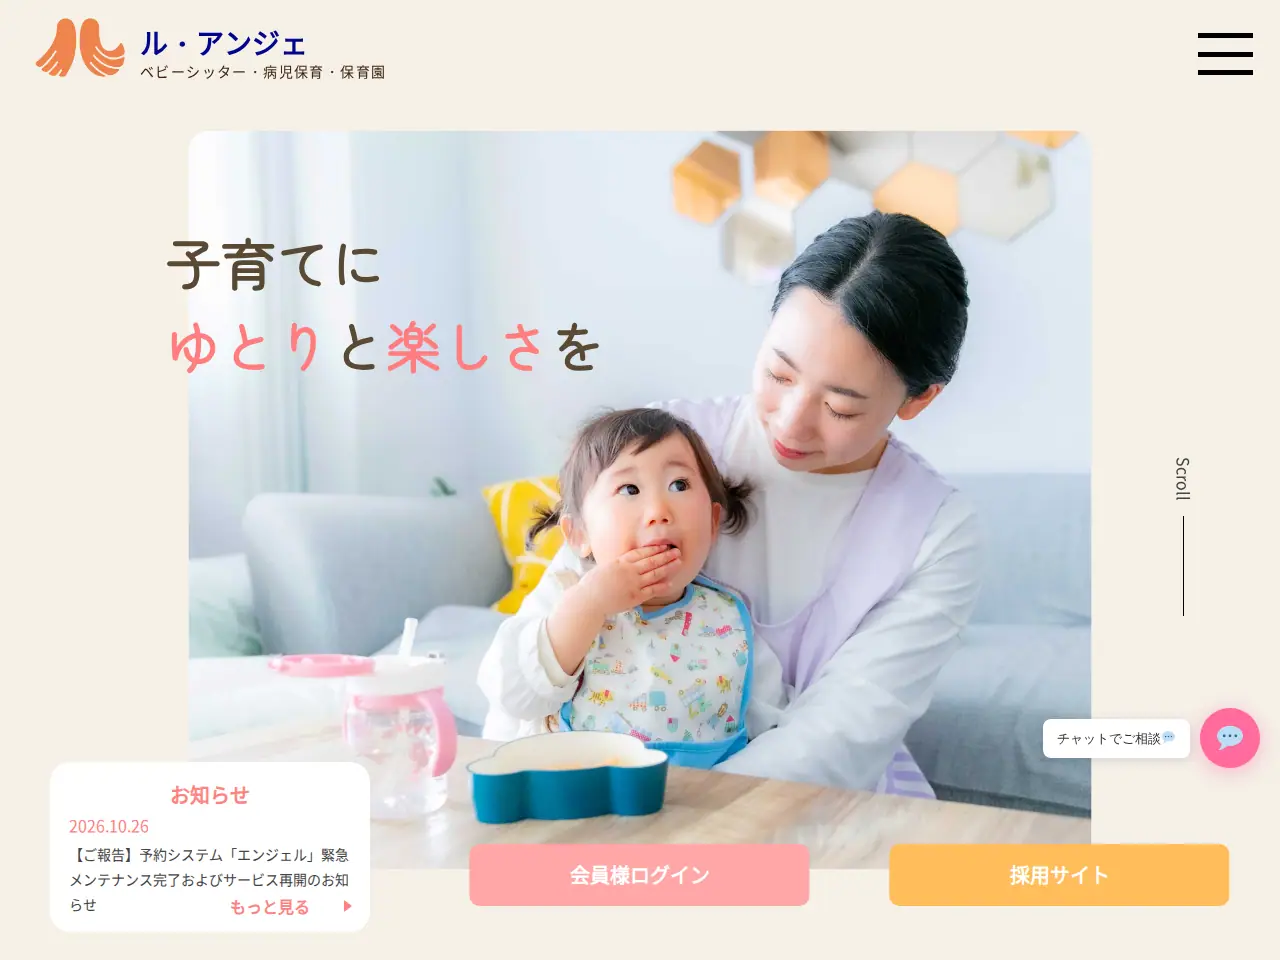 ル・アンジェ
ベビーシッター・病児保育・保育園
子育てに
ゆとりと楽しさを
Scroll
チャットでご相談
お知らせ
2026.10.26
【ご報告】予約システム「エンジェル」緊急
メンテナンス完了およびサービス再開のお知
らせ
もっと見る
会員様ログイン
採用サイト